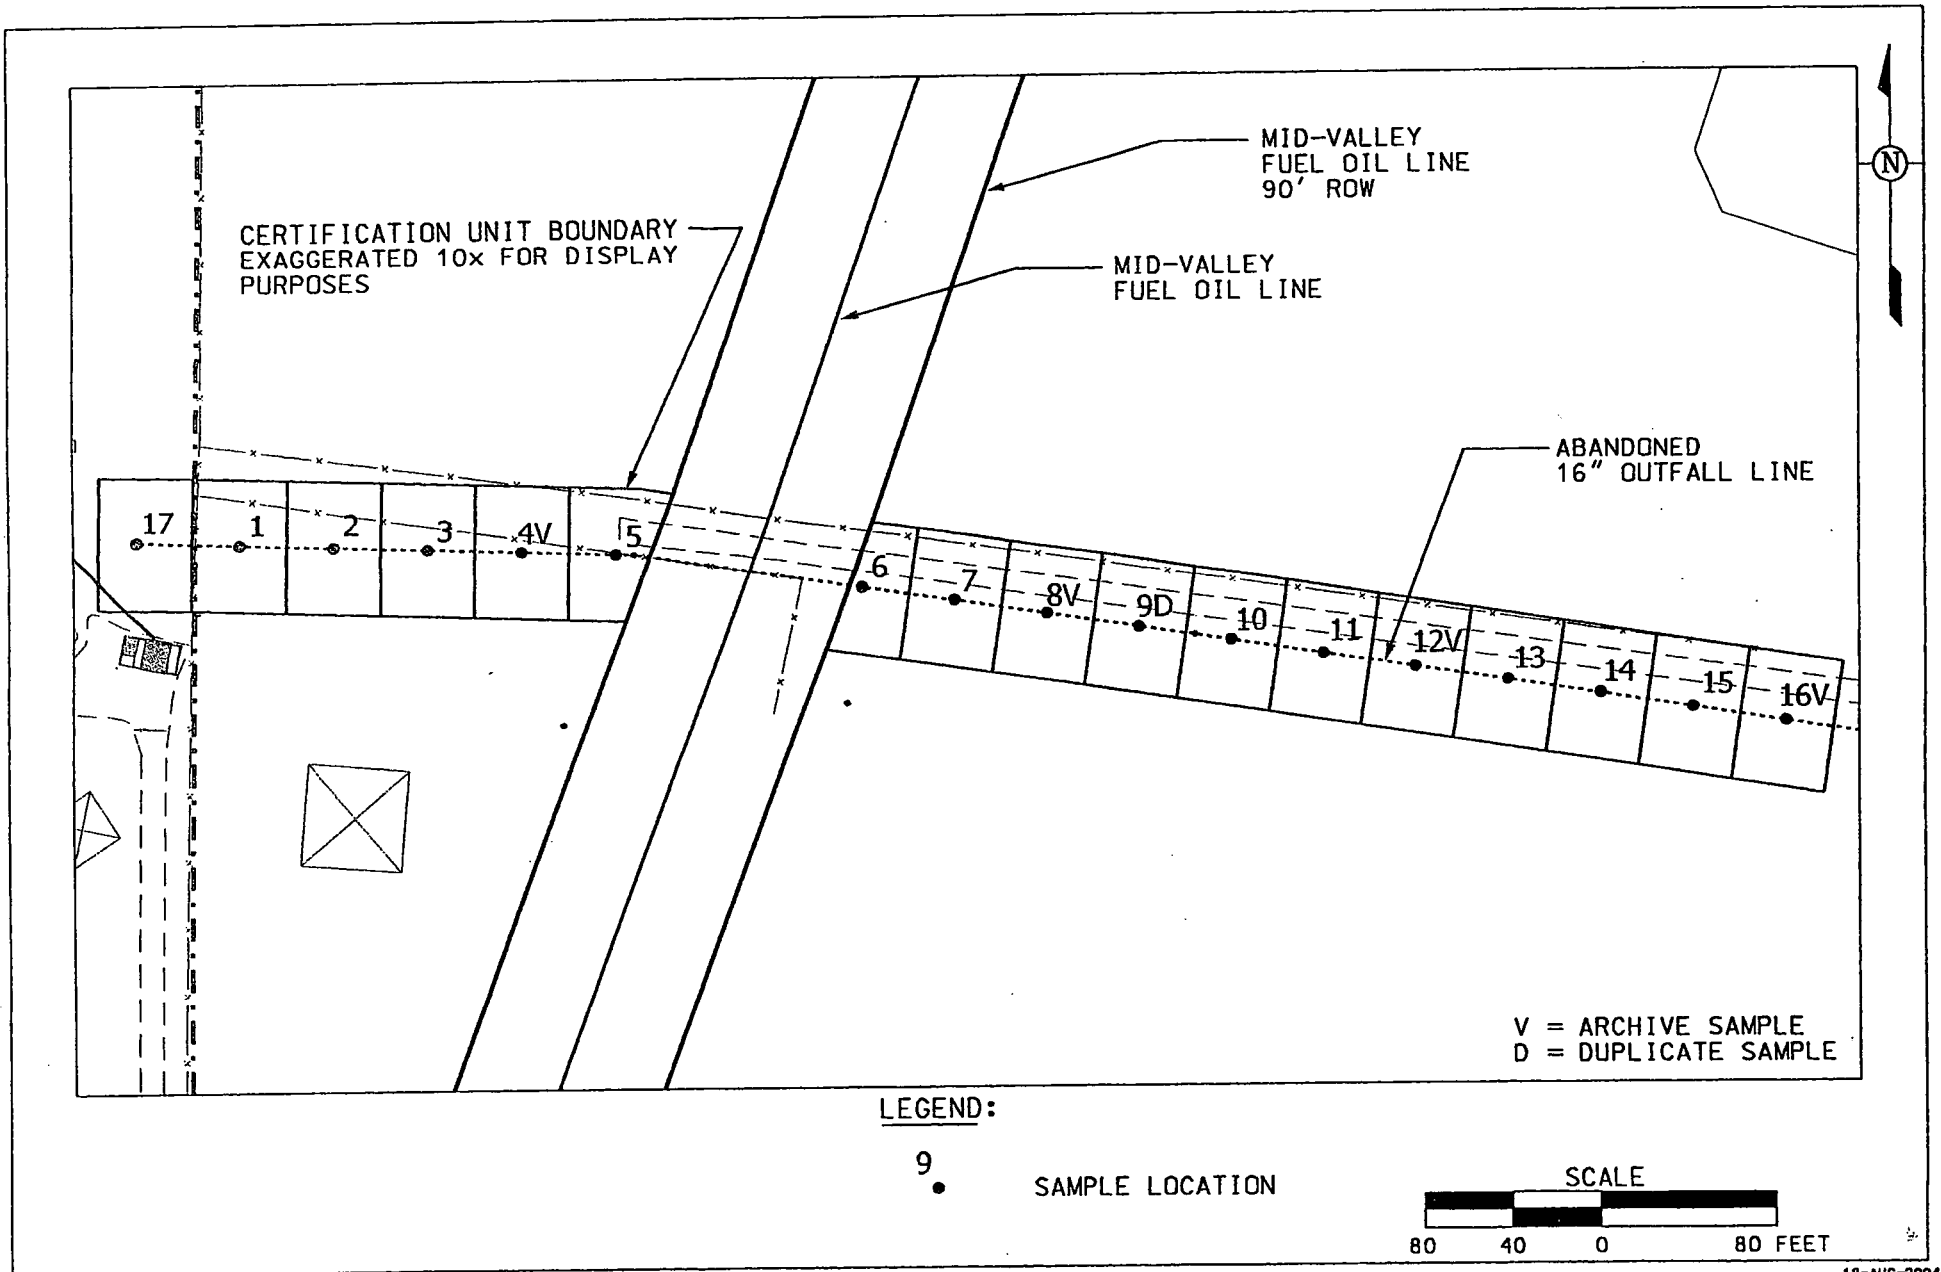 MID-VALLEY
FUEL OIL LINE
90' ROW
N
CERTIFICATION UNIT BOUNDARY
EXAGGERATED 10x FOR DISPLAY
PURPOSES
MID-VALLEY
FUEL OIL LINE
ABANDONED
16" OUTFALL LINE
17
1
2
3
4V
5
6
7
8V
9D
10
11
12V
13
14
15
16V
V = ARCHIVE SAMPLE
D = DUPLICATE SAMPLE
LEGEND:
9
SAMPLE LOCATION
SCALE
80 40 0 80 FEET